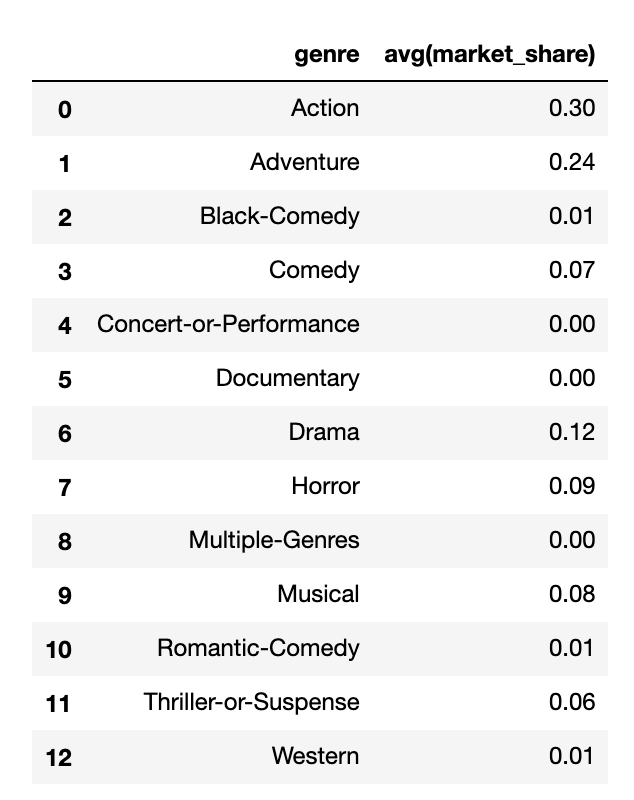 genre avg(market_share)
0 Action 0.30
1 Adventure 0.24
2 Black-Comedy 0.01
3 Comedy 0.07
4 Concert-or-Performance 0.00
5 Documentary 0.00
6 Drama 0.12
7 Horror 0.09
8 Multiple-Genres 0.00
9 Musical 0.08
10 Romantic-Comedy 0.01
11 Thriller-or-Suspense 0.06
12 Western 0.01